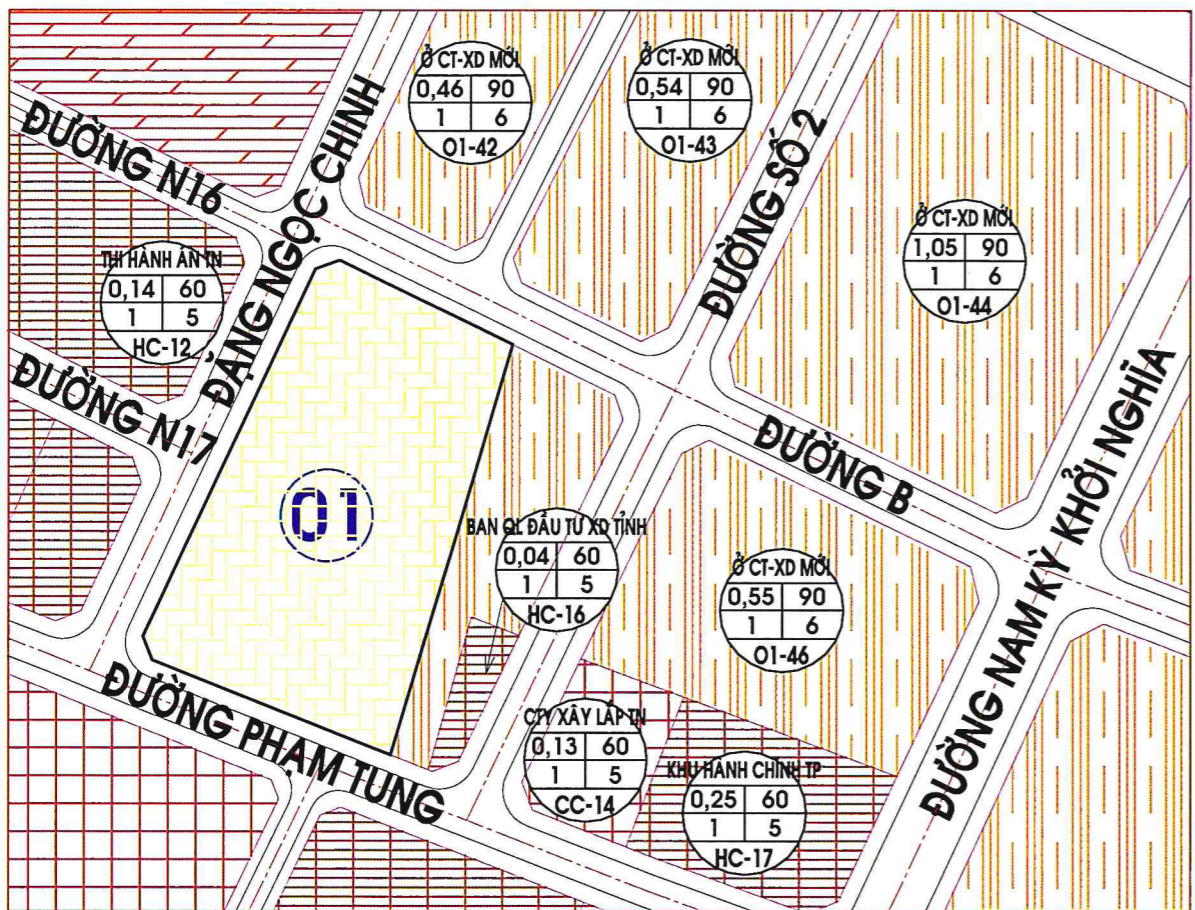 Ở CT-XD MỚI
0,46 90
1 6
O1-42
Ở CT-XD MỚI
0,54 90
1 6
O1-43
ĐƯỜNG N16
ĐẶNG NGỌC CHINH
ĐƯỜNG SỐ 2
Ở CT-XD MỚI
1,05 90
1 6
O1-44
THI HÀNH ÁN TN
0,14 60
1 5
HC-12
ĐƯỜNG N17
ĐƯỜNG B
ĐƯỜNG NAM KỲ KHỞI NGHĨA
01
BAN QL ĐẦU TƯ XD TỈNH
0,04 60
1 5
HC-16
Ở CT-XD MỚI
0,55 90
1 6
O1-46
ĐƯỜNG PHẠM TUNG
CTY XÂY LẮP TN
0,13 60
1 5
CC-14
KHU HÀNH CHÍNH TP
0,25 60
1 5
HC-17